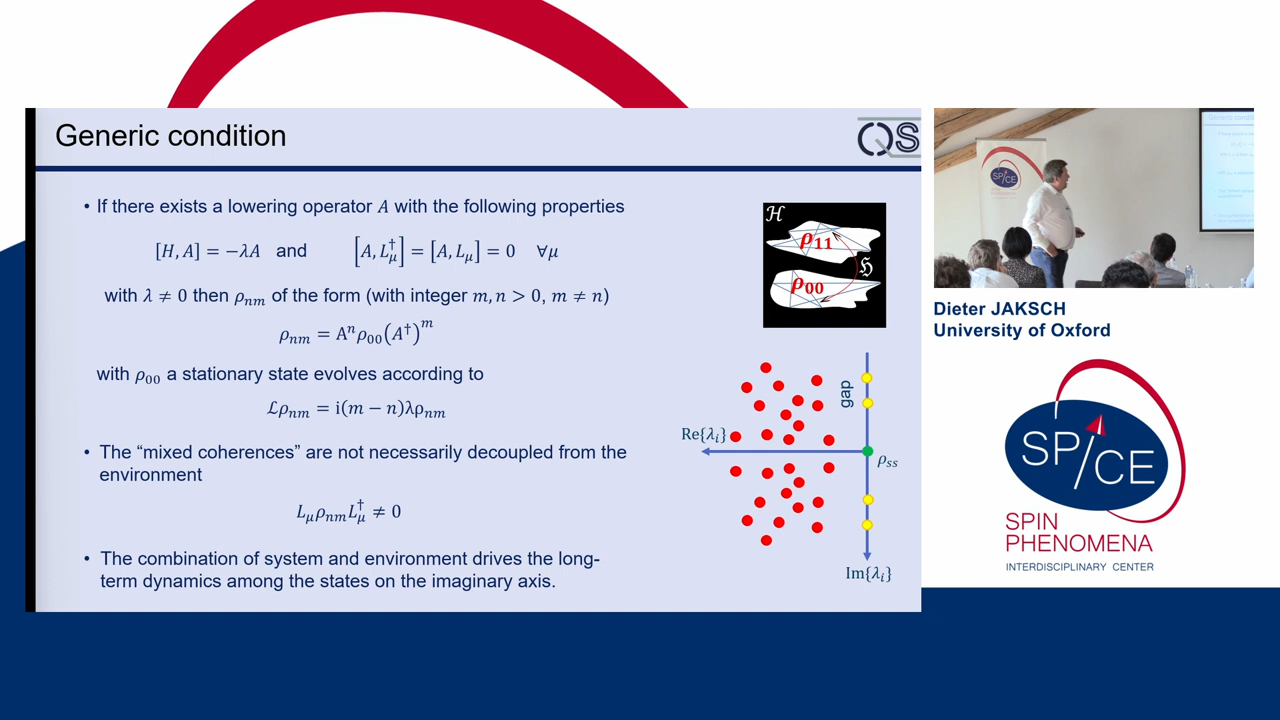 Generic condition
QS
• If there exists a lowering operator A with the following properties
[H, A] = −λA and [A, L_μ^†] = [A, L_μ] = 0 ∀μ
with λ ≠ 0 then ρ_nm of the form (with integer m, n > 0, m ≠ n)
ρ_nm = A^n ρ_00 (A^†)^m
with ρ_00 a stationary state evolves according to
ℒρ_nm = i(m − n)λρ_nm
• The “mixed coherences” are not necessarily decoupled from the
environment
L_μ ρ_nm L_μ^† ≠ 0
• The combination of system and environment drives the long-
term dynamics among the states on the imaginary axis.
ℋ
ρ_11
ℌ
ρ_00
gap
Re{λ_i}
ρ_ss
Im{λ_i}
SPICE
Dieter JAKSCH
University of Oxford
SP/CE
SPIN
PHENOMENA
INTERDISCIPLINARY CENTER